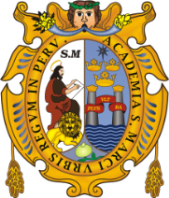 ACADEMIA S. MARCI VRBIS REGVM IN PERV
S.M